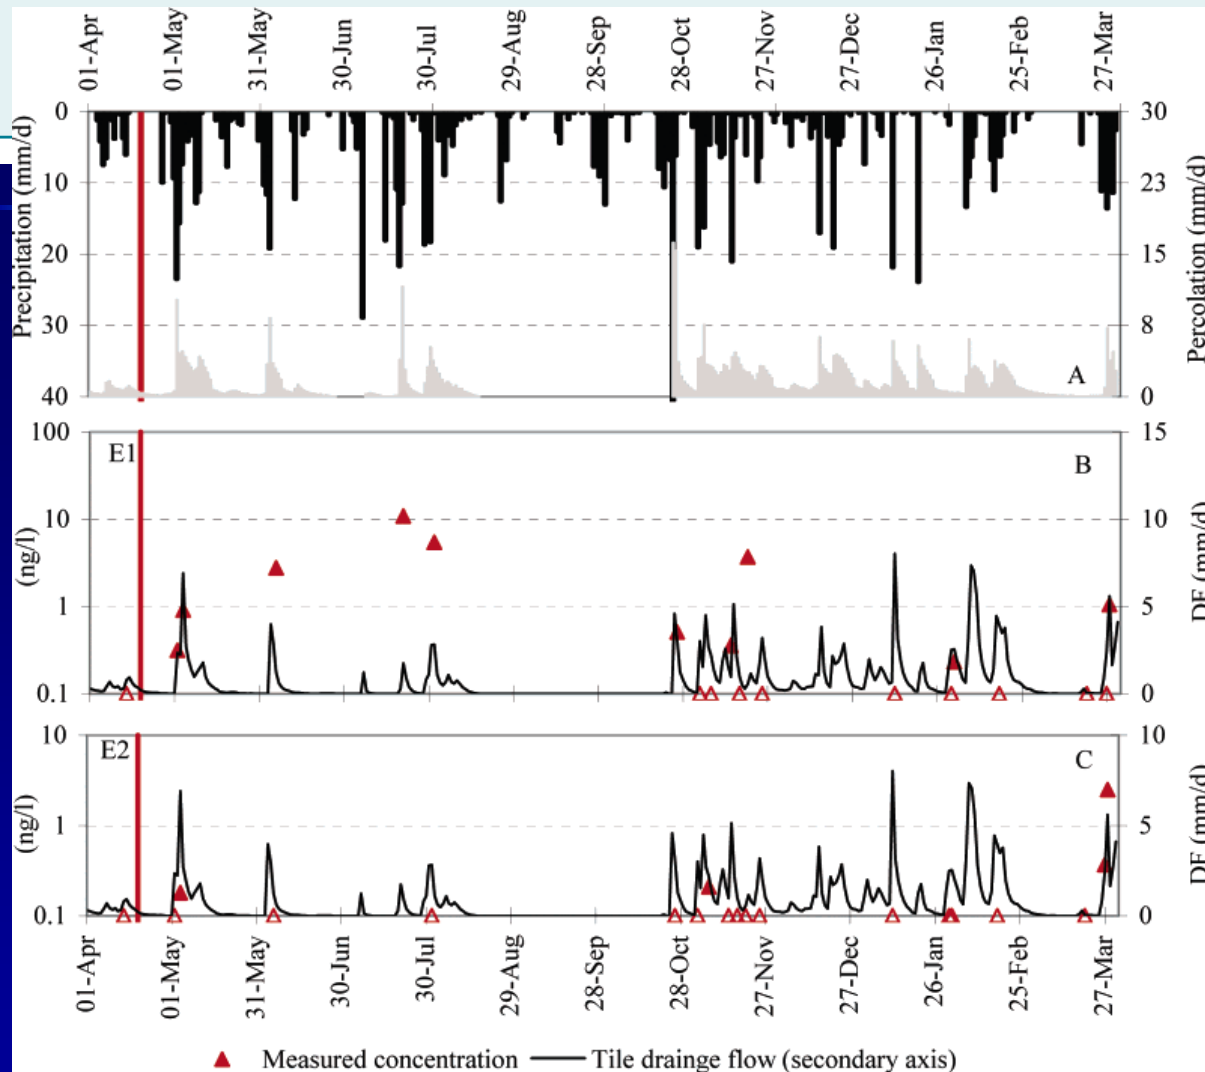 01-Apr 01-May 31-May 30-Jun 30-Jul 29-Aug 28-Sep 28-Oct 27-Nov 27-Dec 26-Jan 25-Feb 27-Mar
Precipitation (mm/d)
0
10
20
30
40
30
23
15
8
0
Percolation (mm/d)
A
E1
B
(ng/l)
100
10
1
0.1
15
10
5
0
DF (mm/d)
E2
C
(ng/l)
10
1
0.1
10
5
0
DF (mm/d)
01-Apr 01-May 31-May 30-Jun 30-Jul 29-Aug 28-Sep 28-Oct 27-Nov 27-Dec 26-Jan 25-Feb 27-Mar
Measured concentration Tile drainge flow (secondary axis)